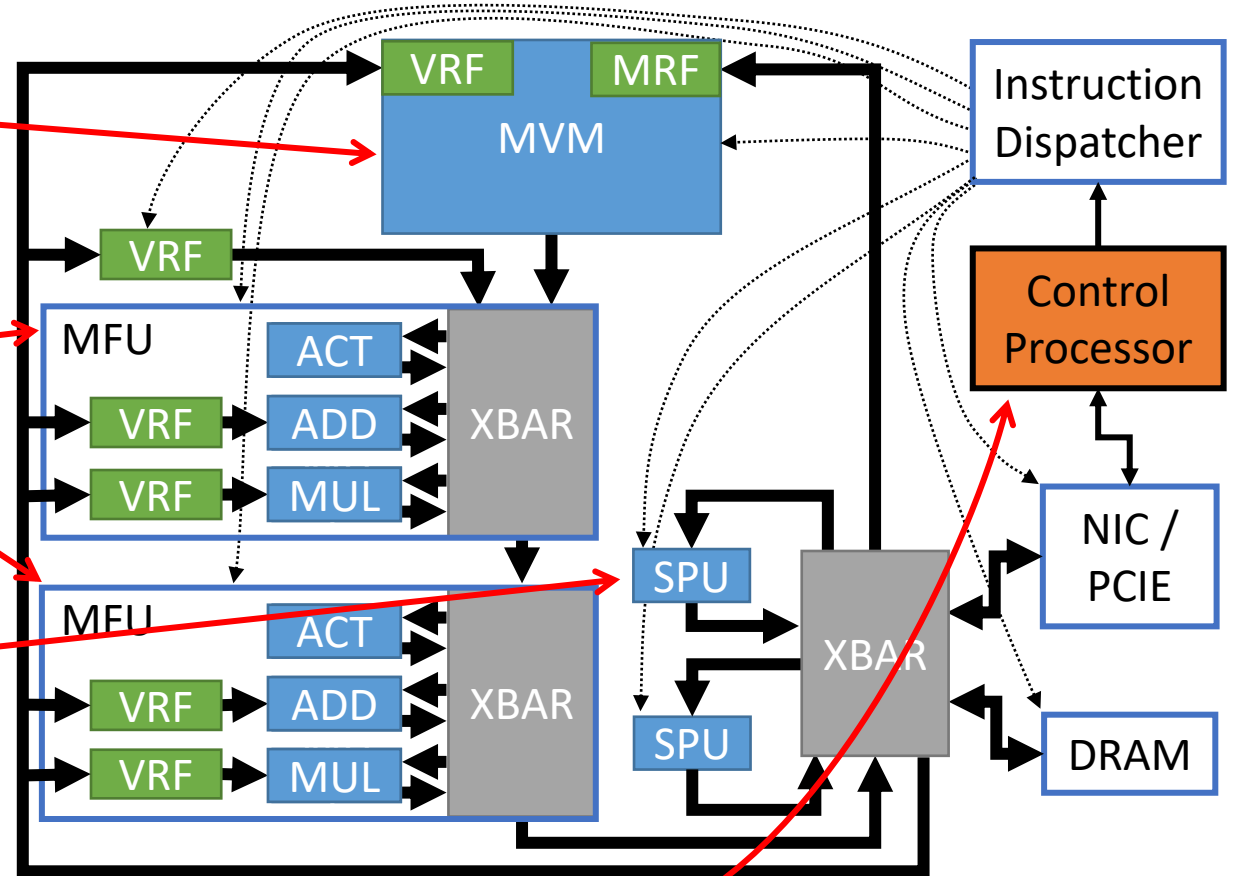 VRF
MRF
MVM
Instruction
Dispatcher
VRF
Control
Processor
MFU
ACT
XBAR
VRF
ADD
VRF
MUL
NIC /
PCIE
SPU
MFU
ACT
XBAR
XBAR
VRF
ADD
SPU
VRF
MUL
DRAM